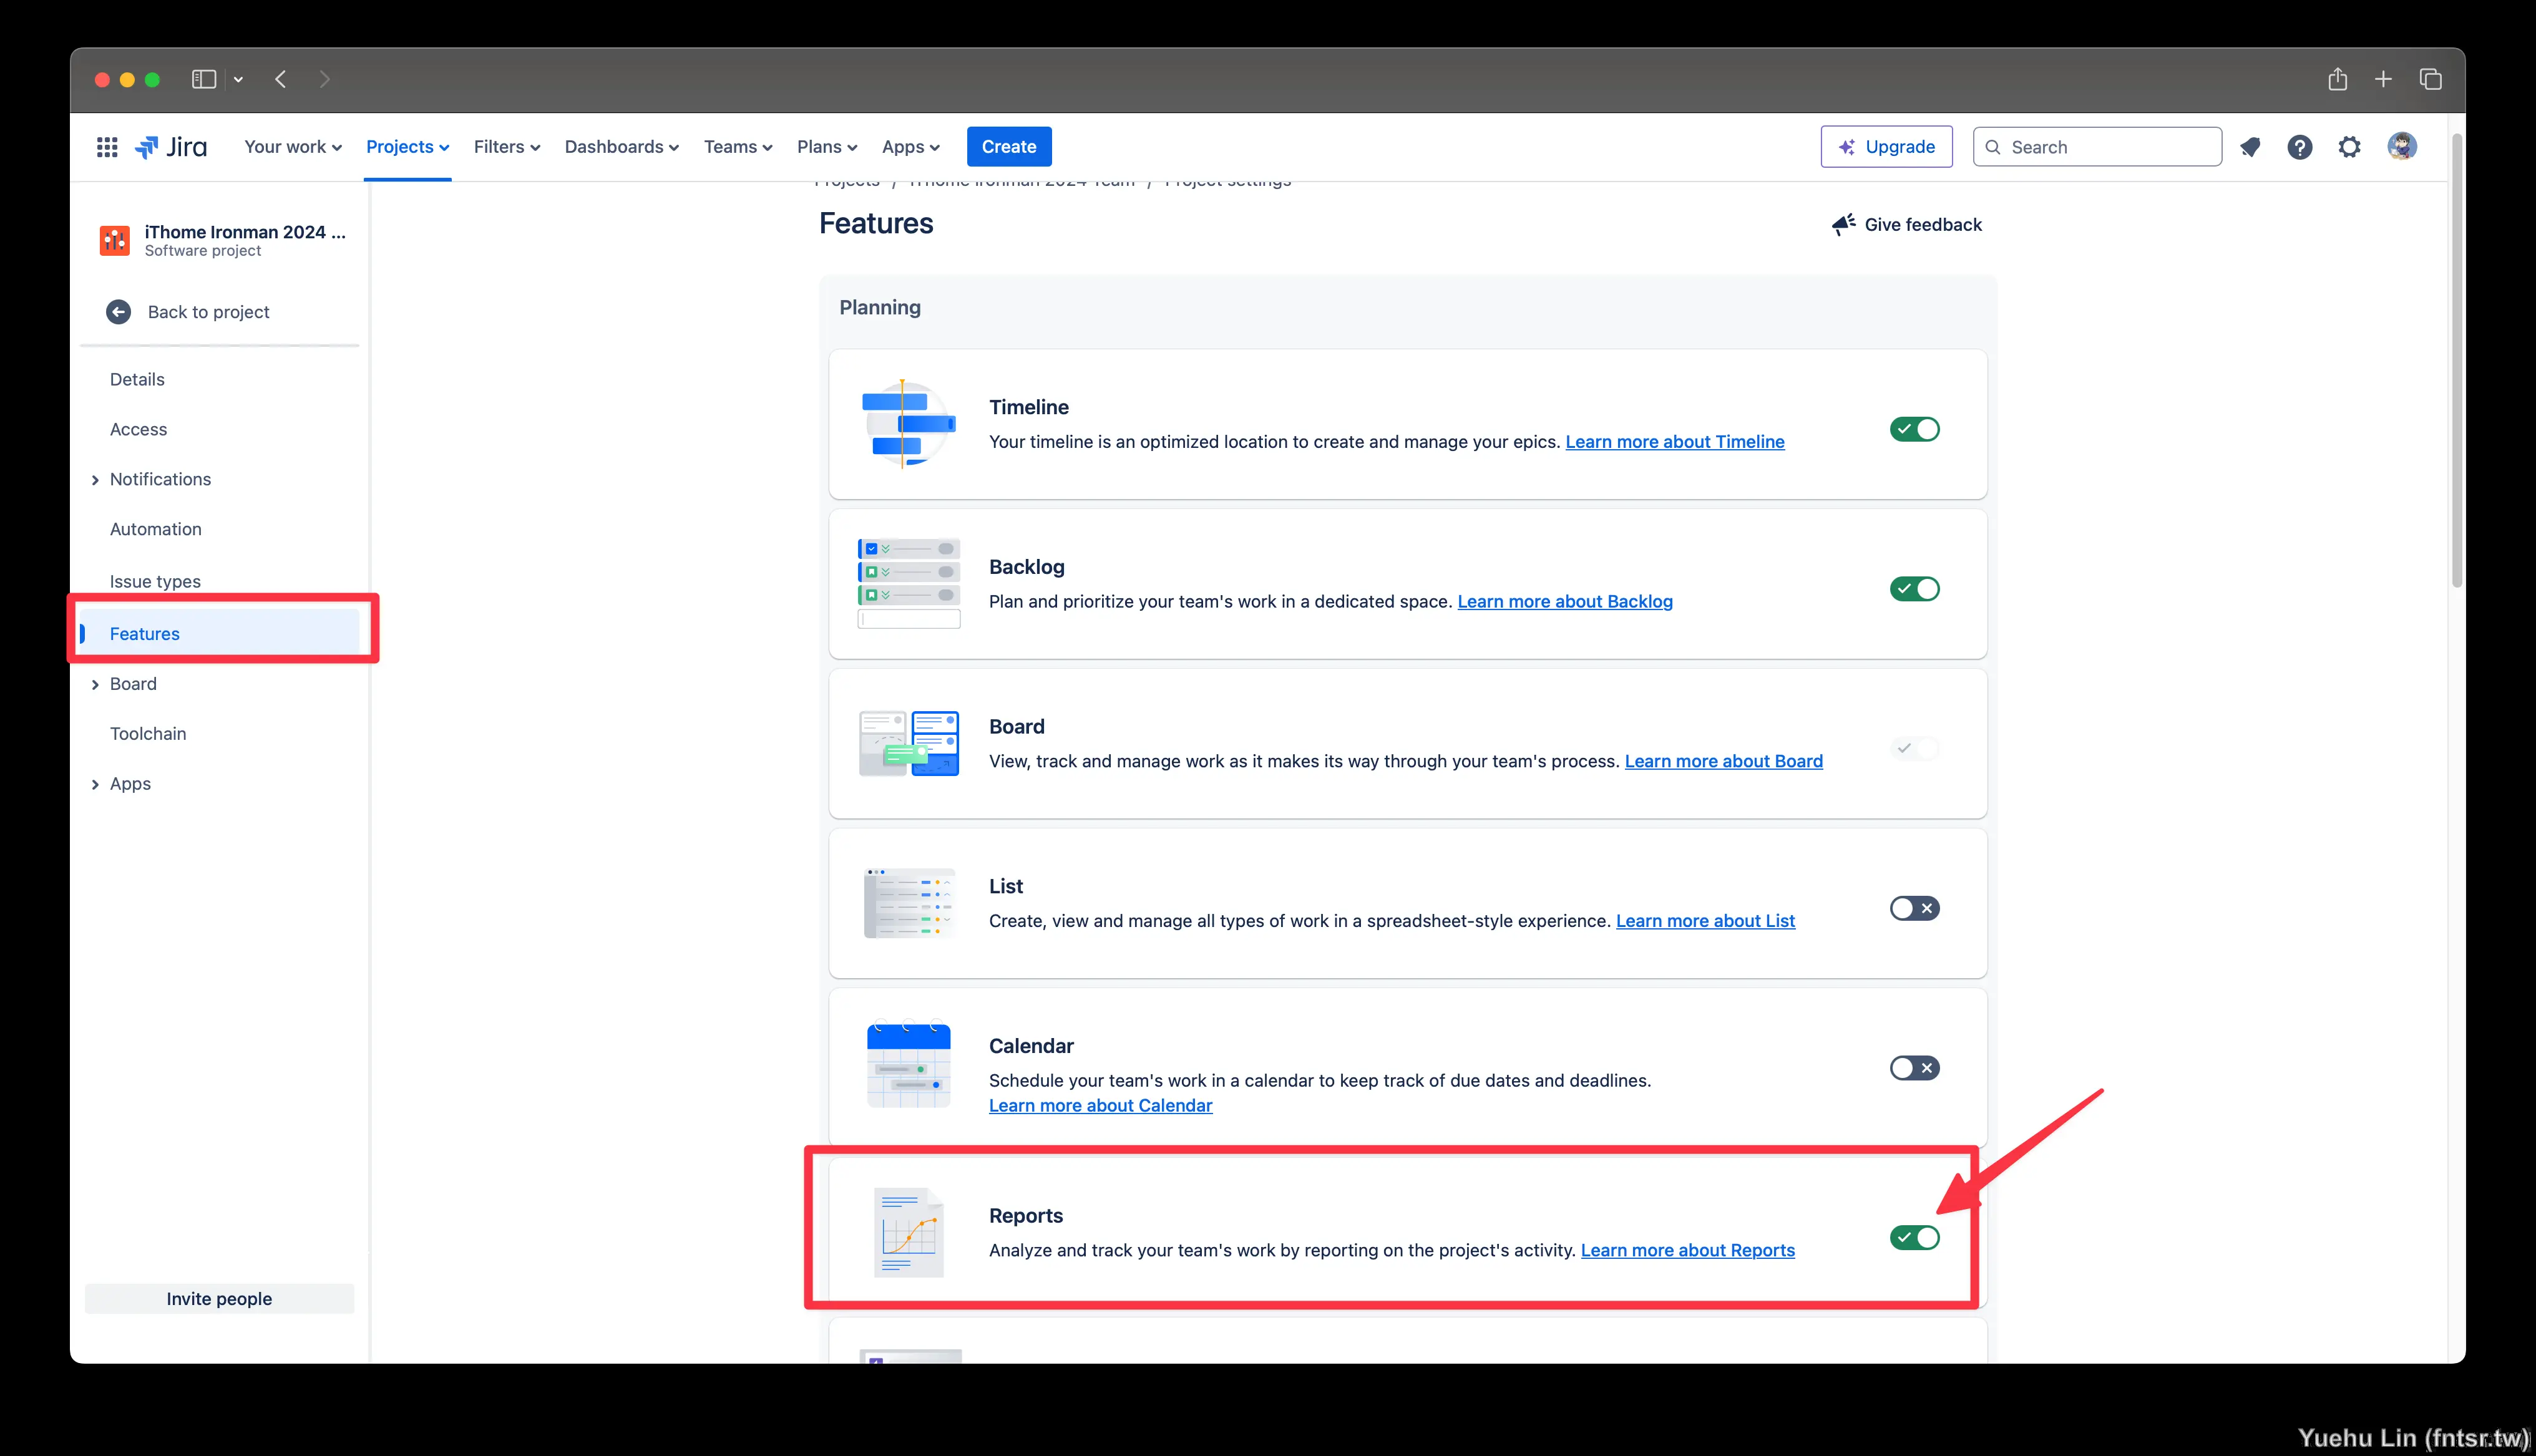 Jira
Your work
Projects
Filters
Dashboards
Teams
Plans
Apps
Create
Upgrade
Search
Projects / iThome Ironman 2024 Team / Project settings
iThome Ironman 2024 ...
Software project
Back to project
Details
Access
Notifications
Automation
Issue types
Features
Board
Toolchain
Apps
Invite people
Features
Give feedback
Planning
Timeline
Your timeline is an optimized location to create and manage your epics. Learn more about Timeline
Backlog
Plan and prioritize your team's work in a dedicated space. Learn more about Backlog
Board
View, track and manage work as it makes its way through your team's process. Learn more about Board
List
Create, view and manage all types of work in a spreadsheet-style experience. Learn more about List
Calendar
Schedule your team's work in a calendar to keep track of due dates and deadlines.
Learn more about Calendar
Reports
Analyze and track your team's work by reporting on the project's activity. Learn more about Reports
Yuehu Lin (fntsr.tw)